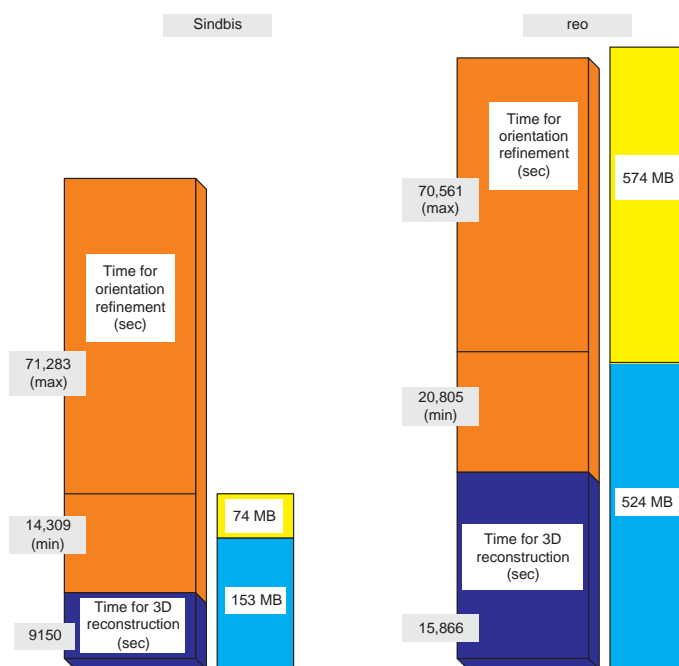 Sindbis
Time for
orientation
refinement
(sec)
71,283
(max)
14,309
(min)
74 MB
Time for 3D
reconstruction
(sec)
153 MB
9150
reo
Time for
orientation
refinement
(sec)
574 MB
70,561
(max)
20,805
(min)
524 MB
Time for 3D
reconstruction
(sec)
15,866